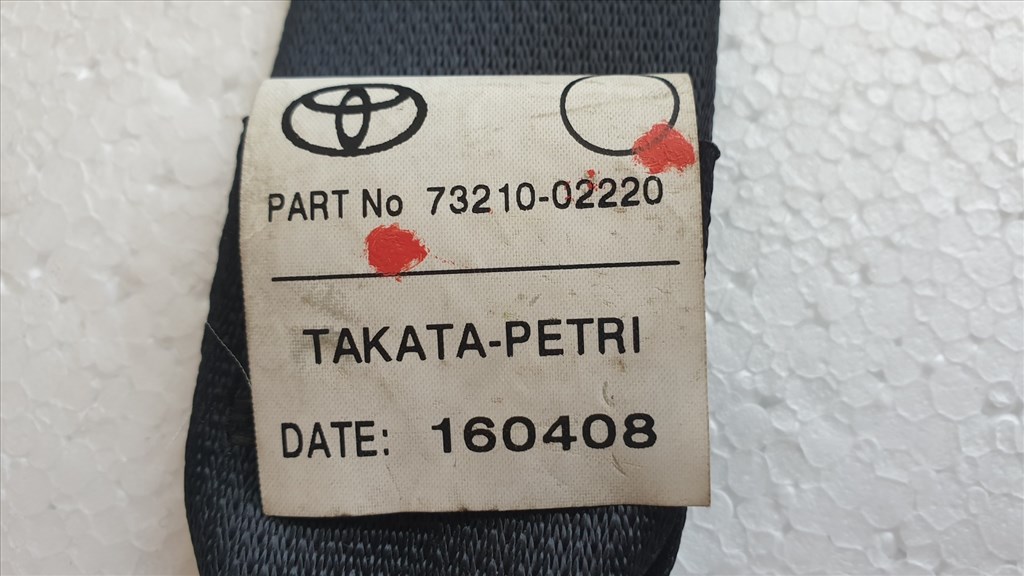 PART No 73210-02220
TAKATA-PETRI
DATE: 160408